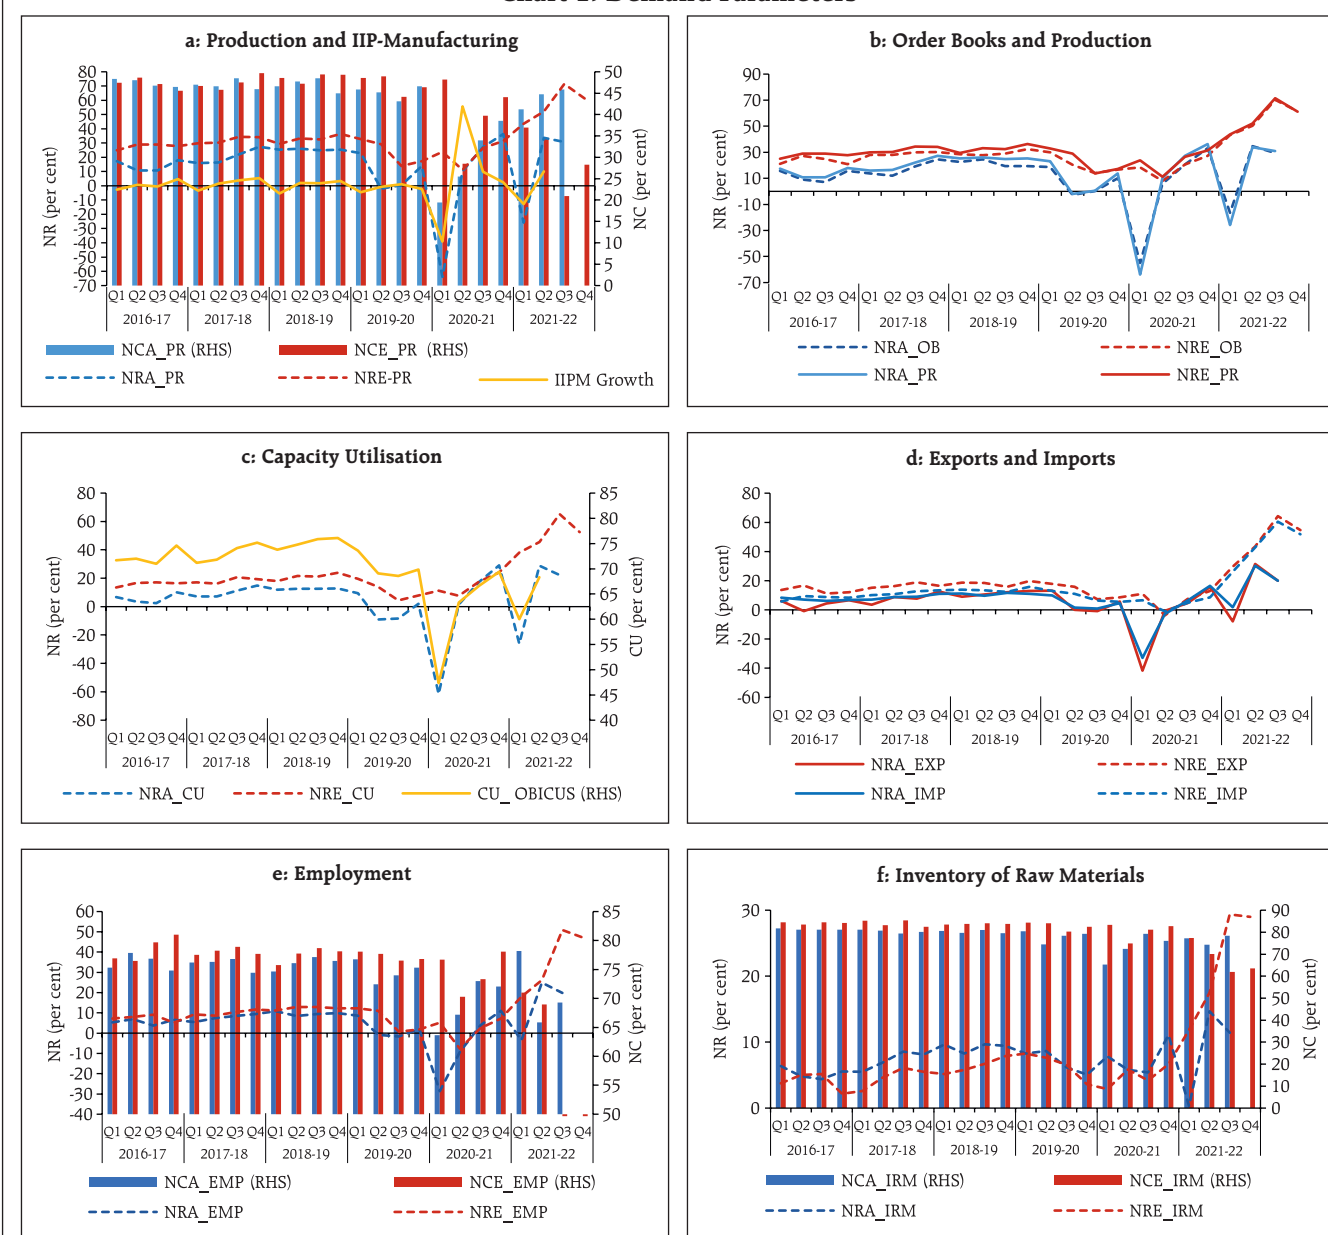 Chart 1: Demand Parameters
a: Production and IIP-Manufacturing
80
70
60
50
40
30
20
10
0
-10
-20
-30
-40
-50
-60
-70
NR (per cent)
50
45
40
35
30
25
20
15
10
5
0
NC (per cent)
Q1 Q2 Q3 Q4 Q1 Q2 Q3 Q4 Q1 Q2 Q3 Q4 Q1 Q2 Q3 Q4 Q1 Q2 Q3 Q4 Q1 Q2 Q3 Q4
2016-17 2017-18 2018-19 2019-20 2020-21 2021-22
NCA_PR (RHS) NCE_PR (RHS)
NRA_PR NRE-PR IIPM Growth
b: Order Books and Production
90
70
50
30
10
-10
-30
-50
-70
NR (per cent)
Q1 Q2 Q3 Q4 Q1 Q2 Q3 Q4 Q1 Q2 Q3 Q4 Q1 Q2 Q3 Q4 Q1 Q2 Q3 Q4 Q1 Q2 Q3 Q4
2016-17 2017-18 2018-19 2019-20 2020-21 2021-22
NRA_OB NRE_OB
NRA_PR NRE_PR
c: Capacity Utilisation
80
60
40
20
0
-20
-40
-60
-80
NR (per cent)
85
80
75
70
65
60
55
50
45
40
CU (per cent)
Q1 Q2 Q3 Q4 Q1 Q2 Q3 Q4 Q1 Q2 Q3 Q4 Q1 Q2 Q3 Q4 Q1 Q2 Q3 Q4 Q1 Q2 Q3 Q4
2016-17 2017-18 2018-19 2019-20 2020-21 2021-22
NRA_CU NRE_CU CU_ OBICUS (RHS)
d: Exports and Imports
80
60
40
20
0
-20
-40
-60
NR (per cent)
Q1 Q2 Q3 Q4 Q1 Q2 Q3 Q4 Q1 Q2 Q3 Q4 Q1 Q2 Q3 Q4 Q1 Q2 Q3 Q4 Q1 Q2 Q3 Q4
2016-17 2017-18 2018-19 2019-20 2020-21 2021-22
NRA_EXP NRE_EXP
NRA_IMP NRE_IMP
e: Employment
60
50
40
30
20
10
0
-10
-20
-30
-40
NR (per cent)
85
80
75
70
65
60
55
50
NC (per cent)
Q1 Q2 Q3 Q4 Q1 Q2 Q3 Q4 Q1 Q2 Q3 Q4 Q1 Q2 Q3 Q4 Q1 Q2 Q3 Q4 Q1 Q2 Q3 Q4
2016-17 2017-18 2018-19 2019-20 2020-21 2021-22
NCA_EMP (RHS) NCE_EMP (RHS)
NRA_EMP NRE_EMP
f: Inventory of Raw Materials
30
20
10
0
NR (per cent)
90
80
70
60
50
40
30
20
10
0
NC (per cent)
Q1 Q2 Q3 Q4 Q1 Q2 Q3 Q4 Q1 Q2 Q3 Q4 Q1 Q2 Q3 Q4 Q1 Q2 Q3 Q4 Q1 Q2 Q3 Q4
2016-17 2017-18 2018-19 2019-20 2020-21 2021-22
NCA_IRM (RHS) NCE_IRM (RHS)
NRA_IRM NRE_IRM